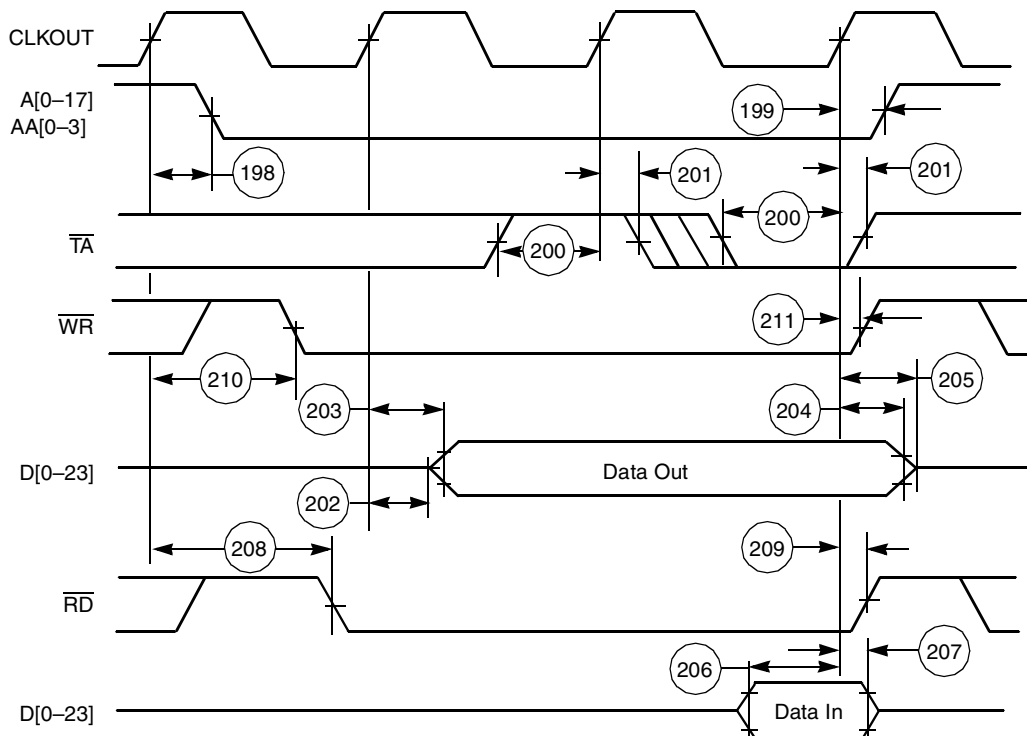 CLKOUT
A[0–17]
AA[0–3]
199
198
201
201
200
200
TA
WR
211
210
205
203
204
D[0–23]
Data Out
202
208
209
RD
207
206
D[0–23]
Data In